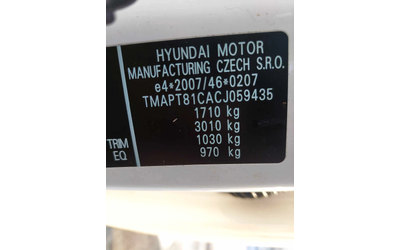 HYUNDAI MOTOR
MANUFACTURING CZECH S.R.O.
e4*2007/46*0207
TMAPT81CACJ059435
1710 kg
3010 kg
1030 kg
970 kg
TRIM
EQ